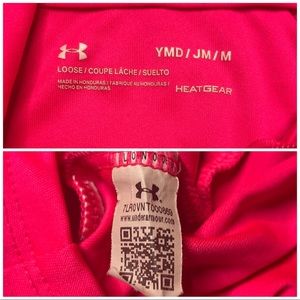 YMD / JM / M
LOOSE / COUPE LÂCHE / SUELTO
MADE IN HONDURAS / FABRIQUÉ AU HONDURAS /
HECHO EN HONDURAS
HEATGEAR
www.underarmour.com